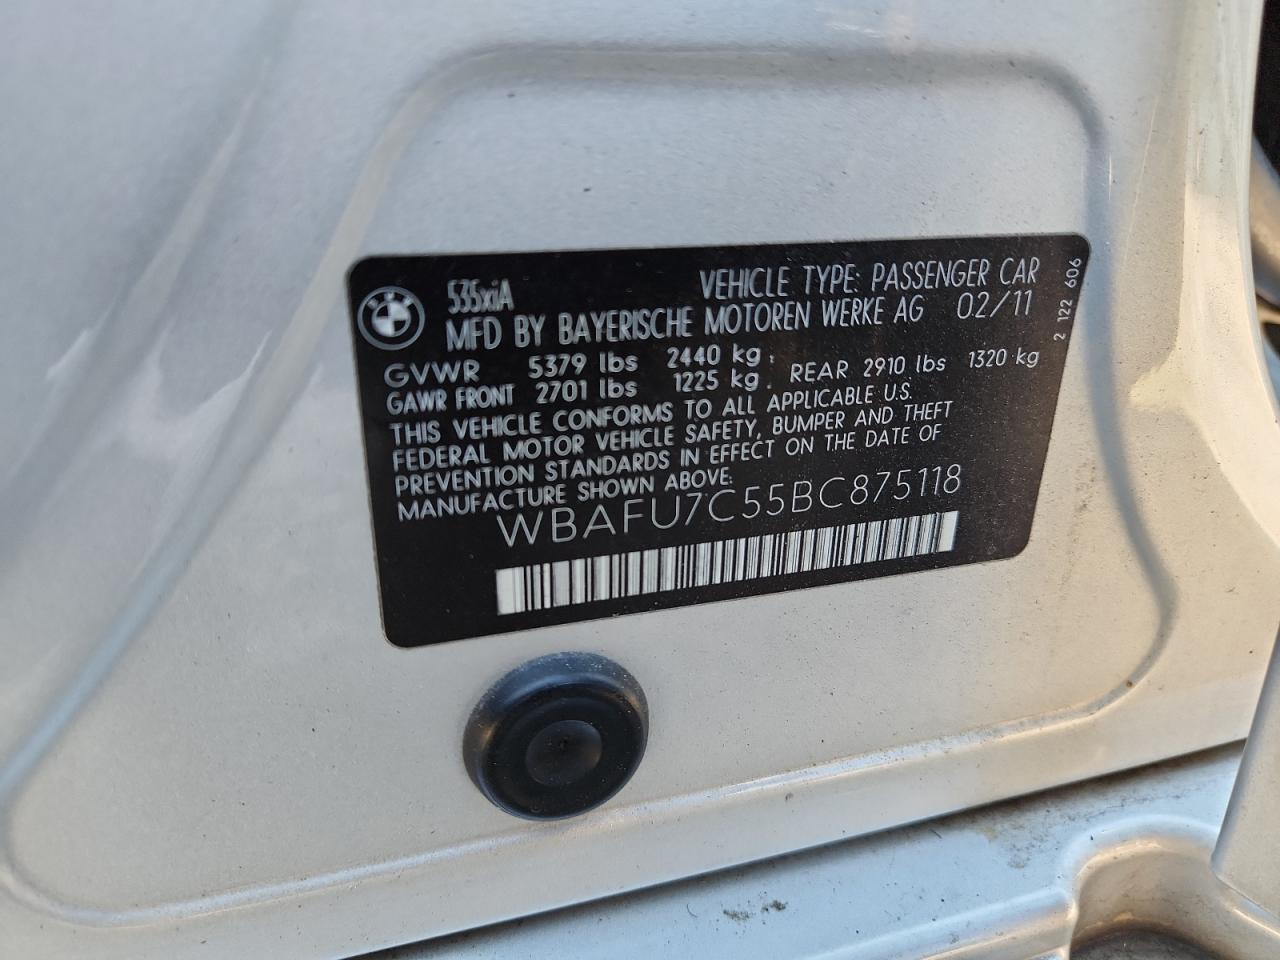 BMW
535xiA
VEHICLE TYPE: PASSENGER CAR
MFD BY BAYERISCHE MOTOREN WERKE AG 02/11
GVWR 5379 lbs 2440 kg
GAWR FRONT 2701 lbs 1225 kg REAR 2910 lbs 1320 kg
THIS VEHICLE CONFORMS TO ALL APPLICABLE U.S.
FEDERAL MOTOR VEHICLE SAFETY, BUMPER AND THEFT
PREVENTION STANDARDS IN EFFECT ON THE DATE OF
MANUFACTURE SHOWN ABOVE:
WBAFU7C55BC875118
2 122 606